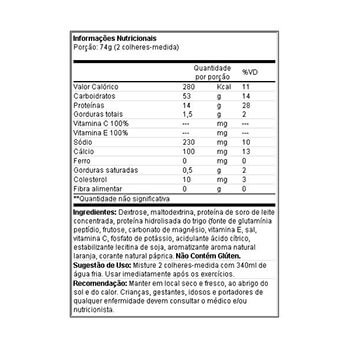 Informações Nutricionais
Porção: 74g (2 colheres-medida)
Quantidade por porção %VD
Valor Calórico 280 Kcal 11
Carboidratos 53 g 14
Proteínas 14 g 28
Gorduras totais 1,5 g 2
Vitamina C 100% --- mg ---
Vitamina E 100% --- mg ---
Sódio 230 mg 10
Cálcio 100 mg 13
Ferro 0 mg 0
Gorduras saturadas 0,5 g 2
Colesterol 10 mg 3
Fibra alimentar 0 g 0
**Quantidade não significativa
Ingredientes: Dextrose, maltodextrina, proteína de soro de leite
concentrada, proteína hidrolisada do trigo (fonte de glutamínia
peptídio, frutose, carbonato de magnésio, vitamina E, sal,
vitamina C, fosfato de potássio, acidulante ácido cítrico,
estabilizante lecitina de soja, aromatizante aroma natural
laranja, corante natural páprica. Não Contém Glúten.
Sugestão de Uso: Misture 2 colheres-medida com 340ml de
água fria. Usar imediatamente após os exercícios.
Recomendação: Manter em local seco e fresco, ao abrigo
do sol e calor. Crianças, gestantes, idosos e portadores de
qualquer enfermidade devem consultar o médico e/ou
nutricionista.